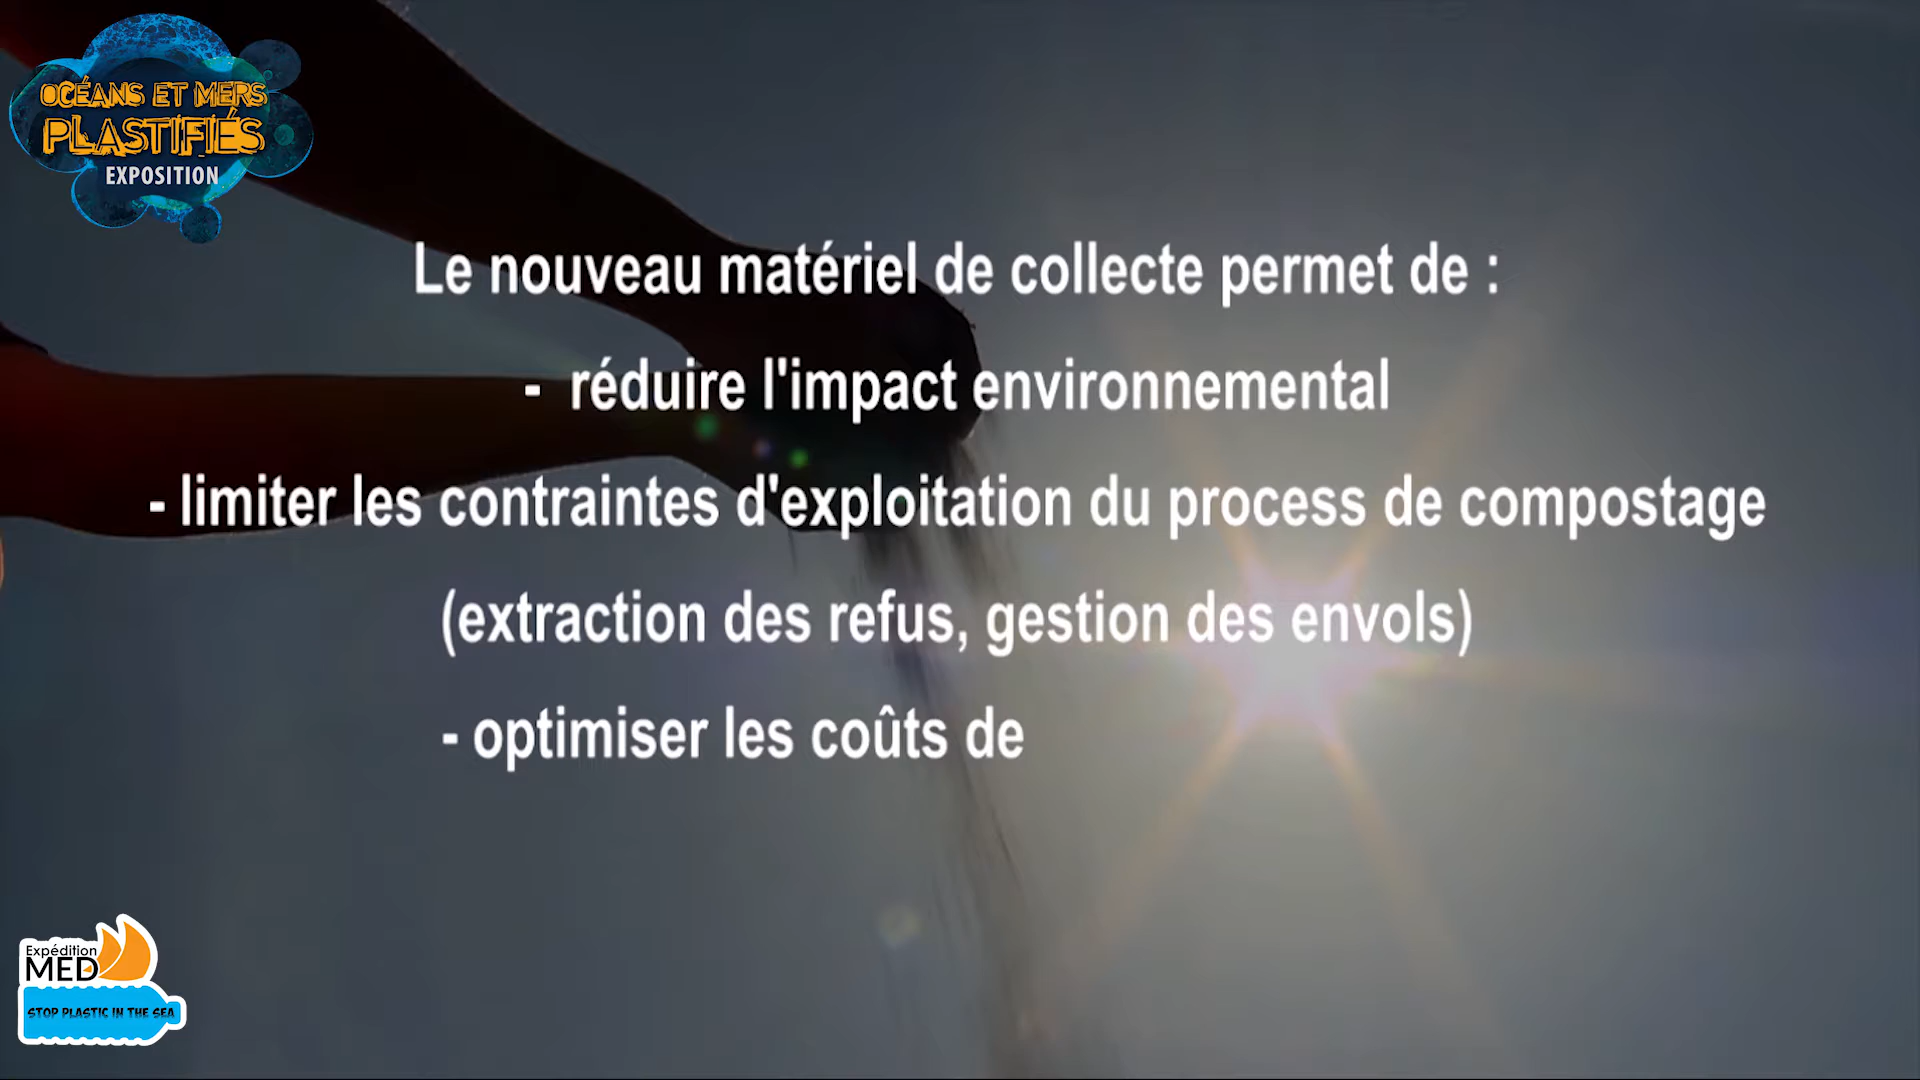 OCÉANS ET MERS
PLASTIFIÉS
EXPOSITION
Le nouveau matériel de collecte permet de :
- réduire l'impact environnemental
- limiter les contraintes d'exploitation du process de compostage
(extraction des refus, gestion des envols)
- optimiser les coûts de
Expédition
MED
STOP PLASTIC IN THE SEA